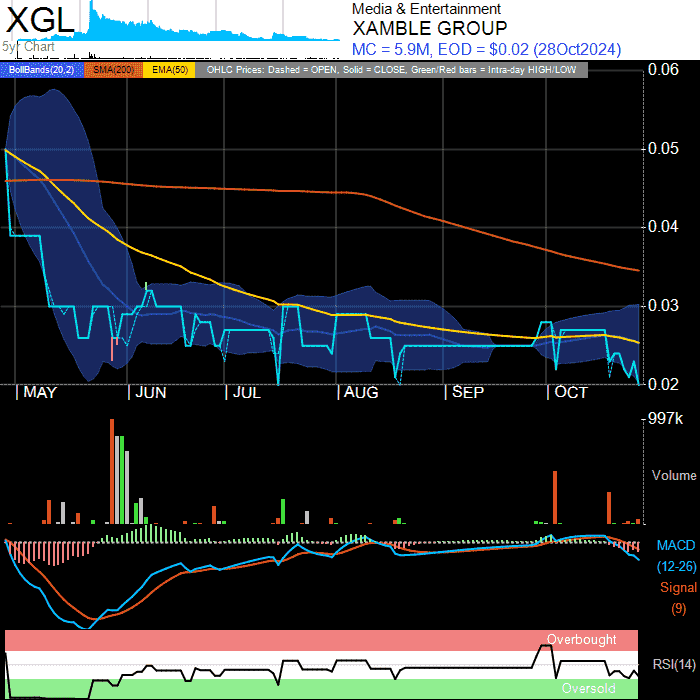 XGL
5yr Chart
Media & Entertainment
XAMBLE GROUP
MC = 5.9M, EOD = $0.02 (28Oct2024)
BollBands(20,2) SMA(200) EMA(50) OHLC Prices: Dashed = OPEN, Solid = CLOSE, Green/Red bars = Intra-day HIGH/LOW
0.06
0.05
0.04
0.03
0.02
MAY JUN JUL AUG SEP OCT
997k
Volume
MACD
(12-26)
Signal
(9)
Overbought
RSI(14)
Oversold